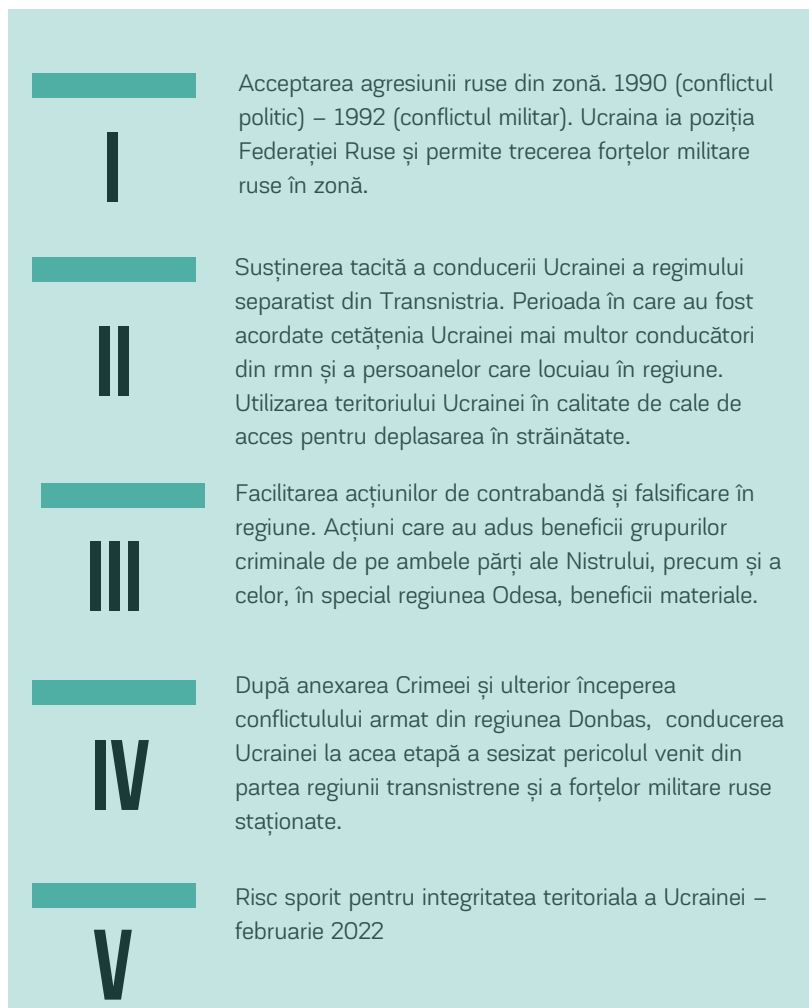 I
Acceptarea agresiunii ruse din zonă. 1990 (conflictul
politic) – 1992 (conflictul militar). Ucraina ia poziția
Federației Ruse și permite trecerea forțelor militare
ruse în zonă.
II
Susținerea tacită a conducerii Ucrainei a regimului
separatist din Transnistria. Perioada în care au fost
acordate cetățenia Ucrainei mai multor conducători
din rmn și a persoanelor care locuiau în regiune.
Utilizarea teritoriului Ucrainei în calitate de cale de
acces pentru deplasarea în străinătate.
III
Facilitarea acțiunilor de contrabandă și falsificare în
regiune. Acțiuni care au adus beneficii grupurilor
criminale de pe ambele părți ale Nistrului, precum și a
celor, în special regiunea Odesa, beneficii materiale.
IV
După anexarea Crimeei și ulterior începerea
conflictulului armat din regiunea Donbas, conducerea
Ucrainei la acea etapă a sesizat pericolul venit din
partea regiunii transnistrene și a forțelor militare ruse
staționate.
V
Risc sporit pentru integritatea teritoriala a Ucrainei –
februarie 2022